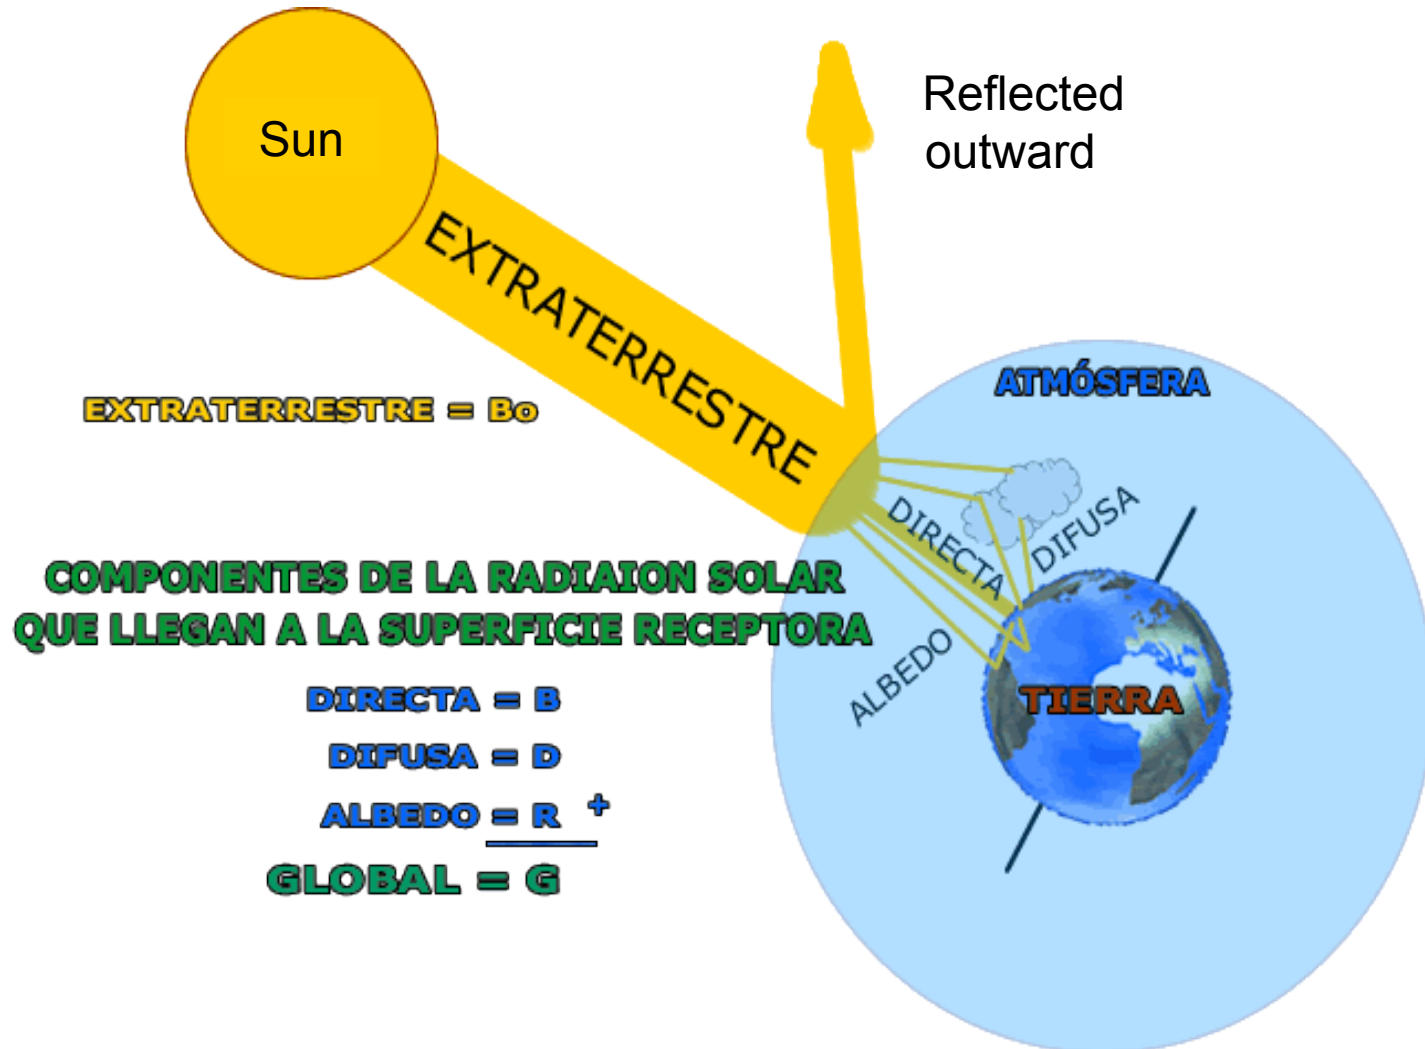 Sun
Reflected
outward
EXTRATERRESTRE
ATMÓSFERA
EXTRATERRESTRE = Bo
DIRECTA
DIFUSA
ALBEDO
TIERRA
COMPONENTES DE LA RADIAION SOLAR
QUE LLEGAN A LA SUPERFICIE RECEPTORA
DIRECTA = B
DIFUSA = D
ALBEDO = R +
GLOBAL = G